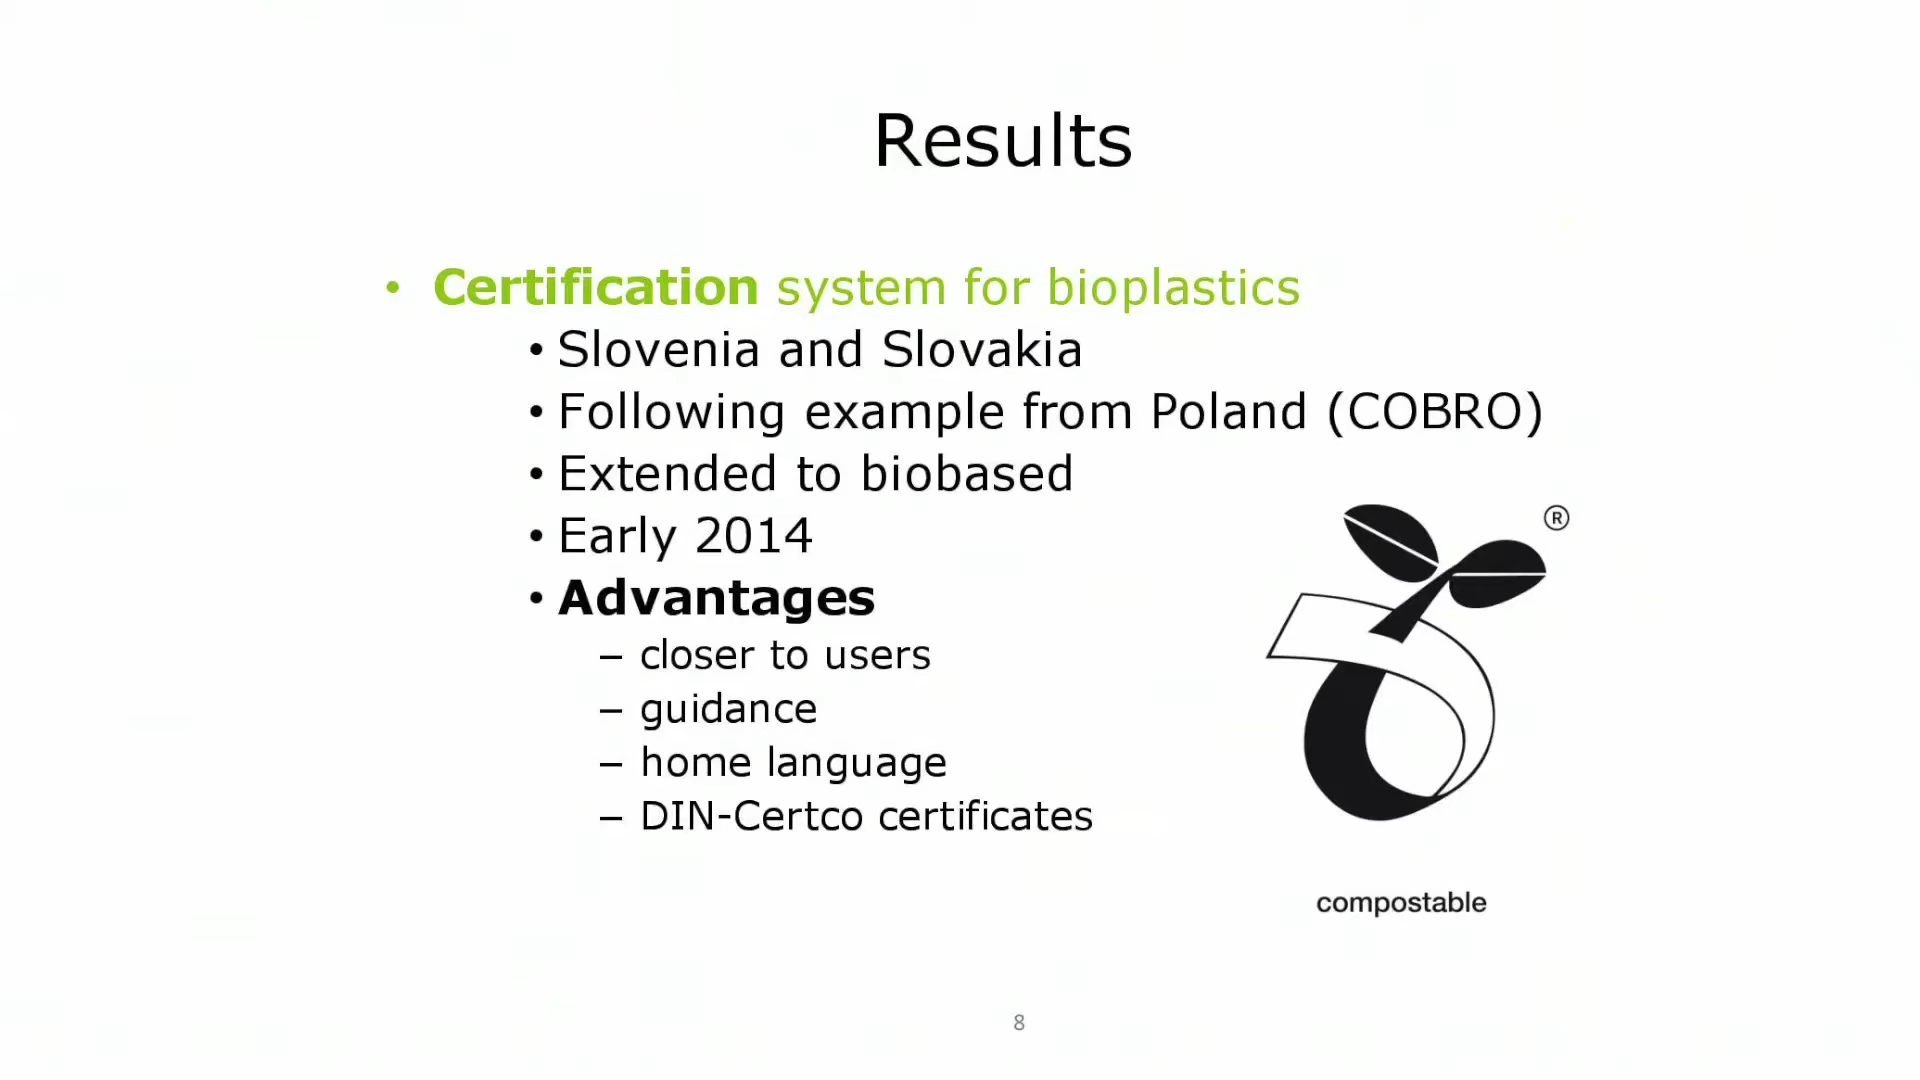 Results
• Certification system for bioplastics
• Slovenia and Slovakia
• Following example from Poland (COBRO)
• Extended to biobased
• Early 2014
• Advantages
– closer to users
– guidance
– home language
– DIN-Certco certificates
®
compostable
8